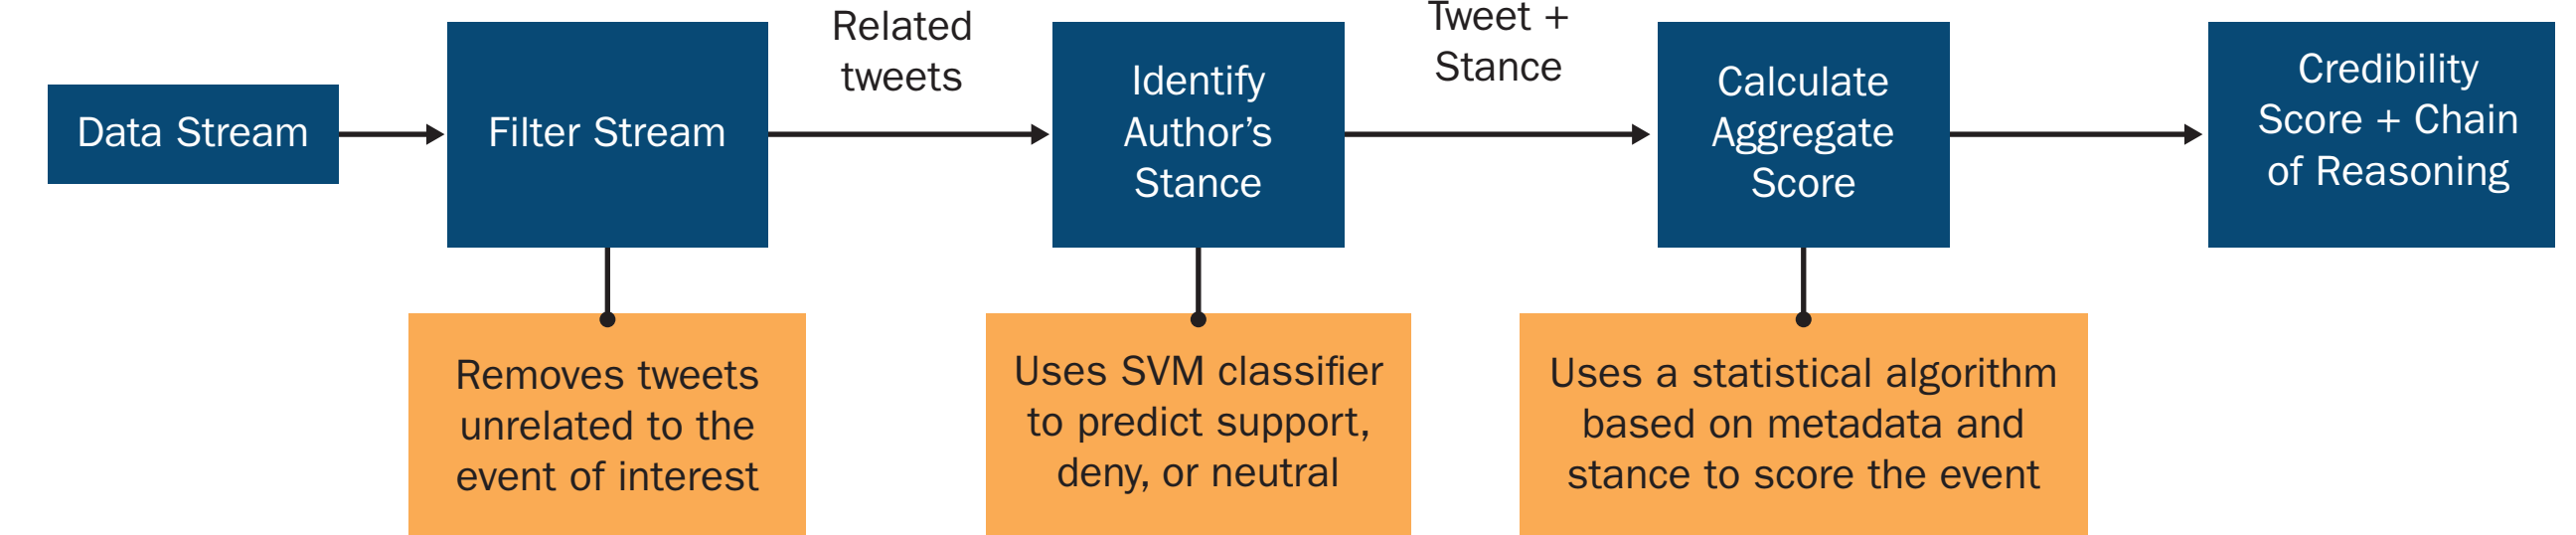 Data Stream
Filter Stream
Related
tweets
Identify
Author’s
Stance
Tweet +
Stance
Calculate
Aggregate
Score
Credibility
Score + Chain
of Reasoning
Removes tweets
unrelated to the
event of interest
Uses SVM classifier
to predict support,
deny, or neutral
Uses a statistical algorithm
based on metadata and
stance to score the event